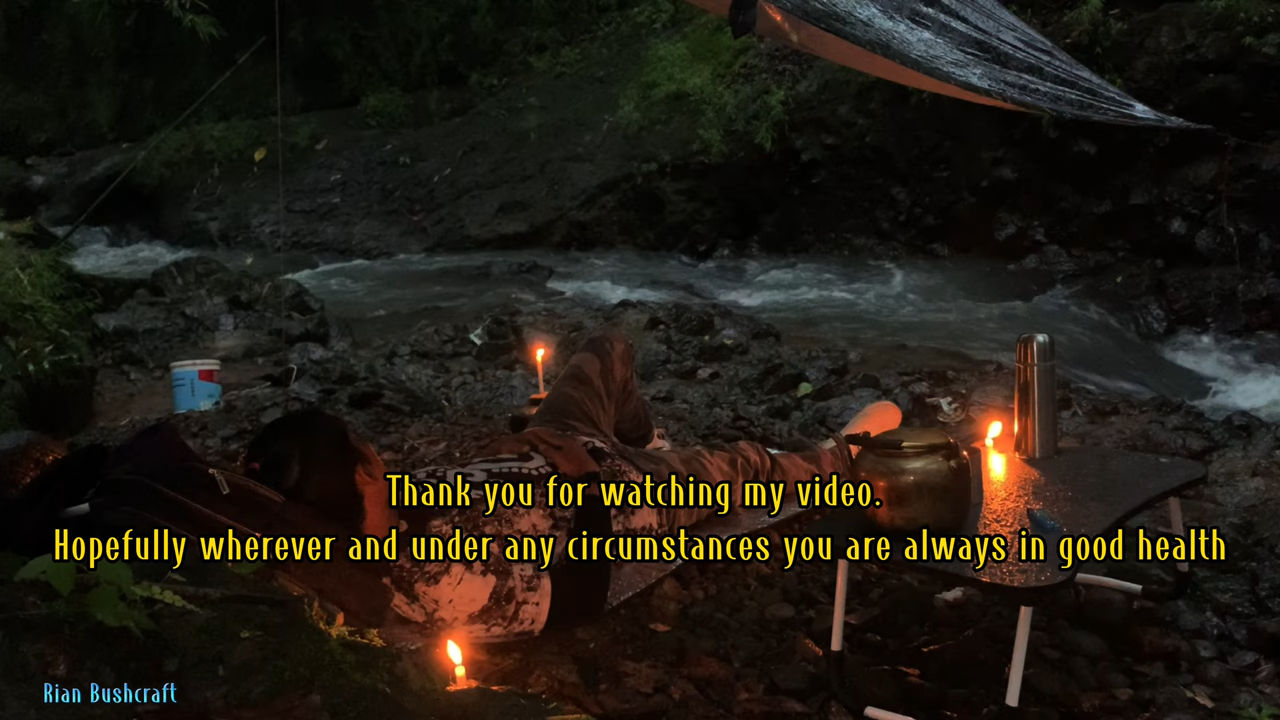 Thank you for watching my video.
Hopefully wherever and under any circumstances you are always in good health
Rian Bushcraft